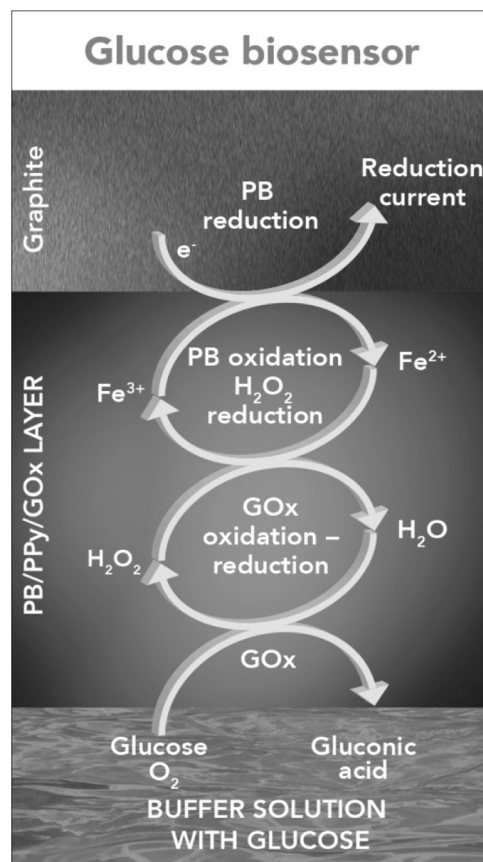 Glucose biosensor
Graphite
PB
reduction
Reduction
current
e⁻
PB/PPy/GOx LAYER
PB oxidation
H₂O₂
reduction
Fe³⁺
Fe²⁺
GOx
oxidation –
reduction
H₂O₂
H₂O
GOx
Glucose
O₂
Gluconic
acid
BUFFER SOLUTION
WITH GLUCOSE